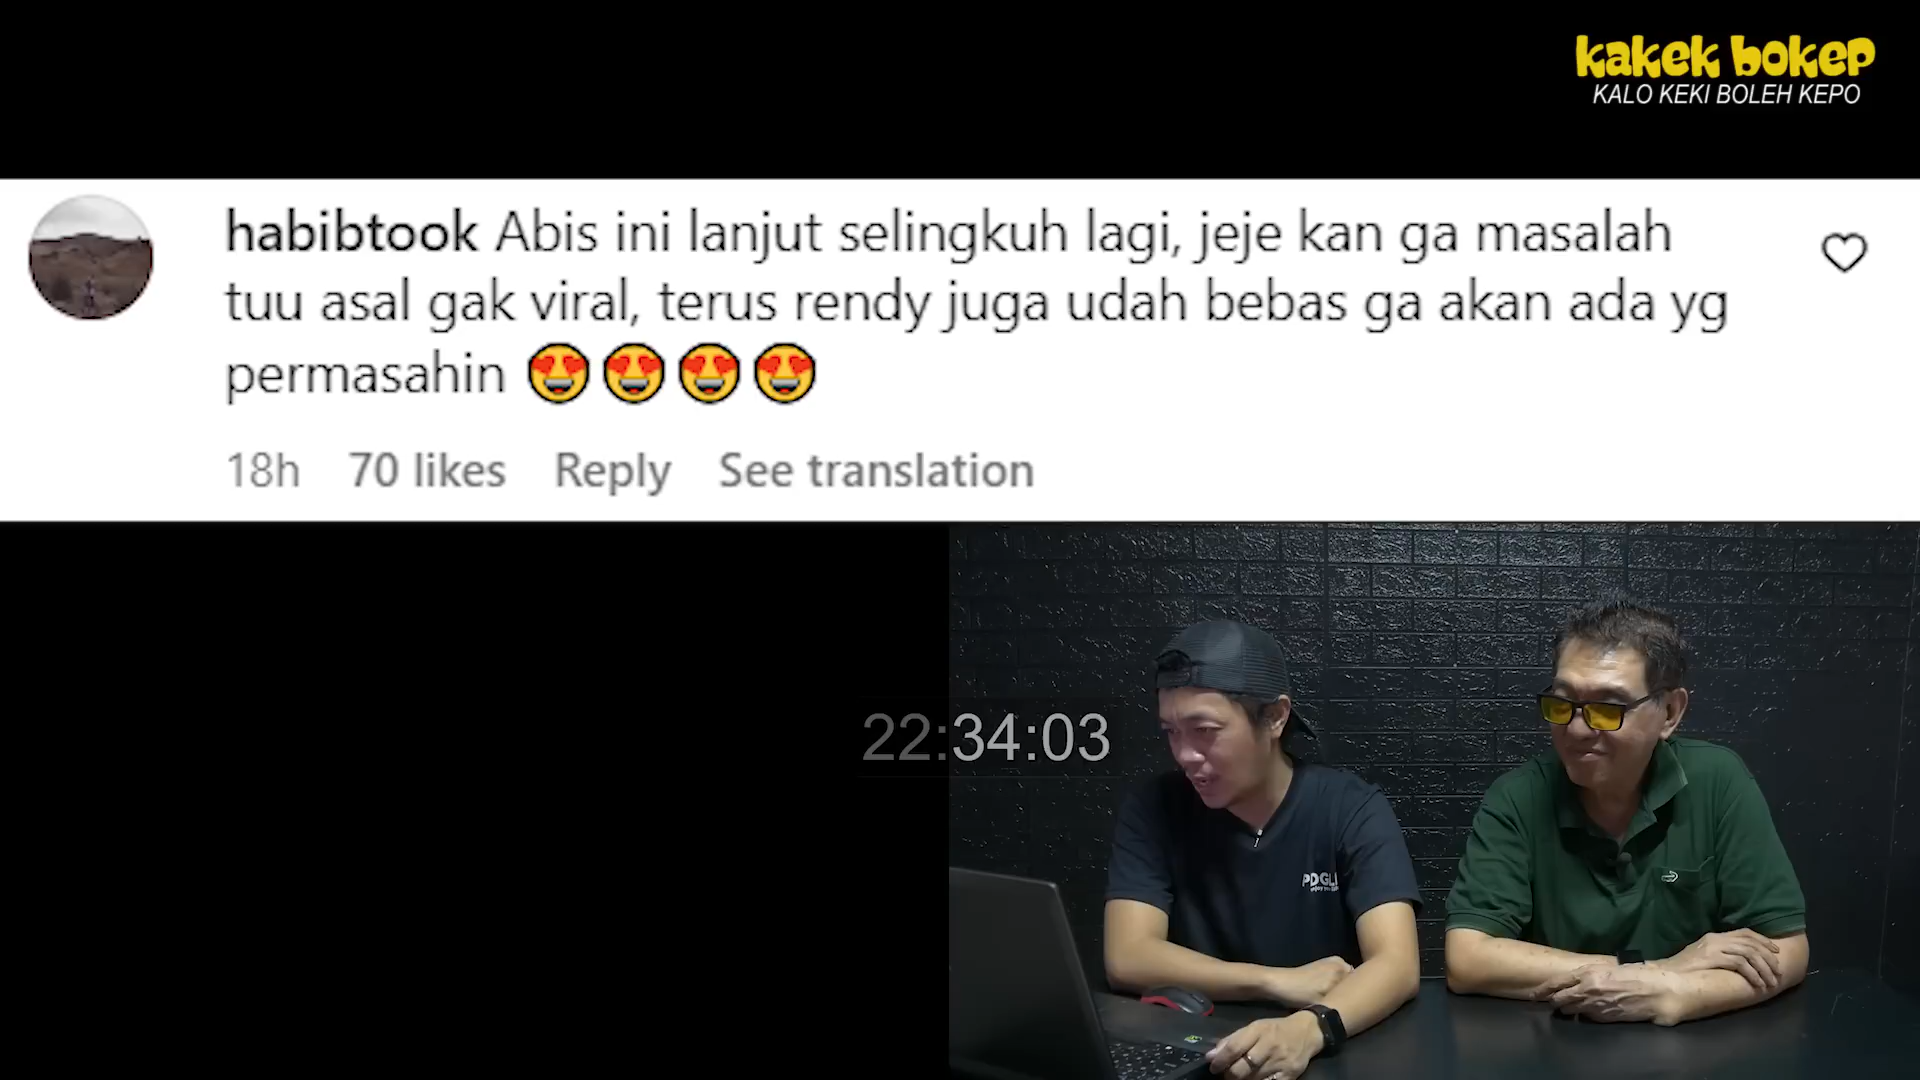 kakek bokep
KALO KEKI BOLEH KEPO
habibtook Abis ini lanjut selingkuh lagi, jeje kan ga masalah
tuu asal gak viral, terus rendy juga udah bebas ga akan ada yg
permasahin 😍😍😍😍
18h 70 likes Reply See translation
22:34:03
PDGL